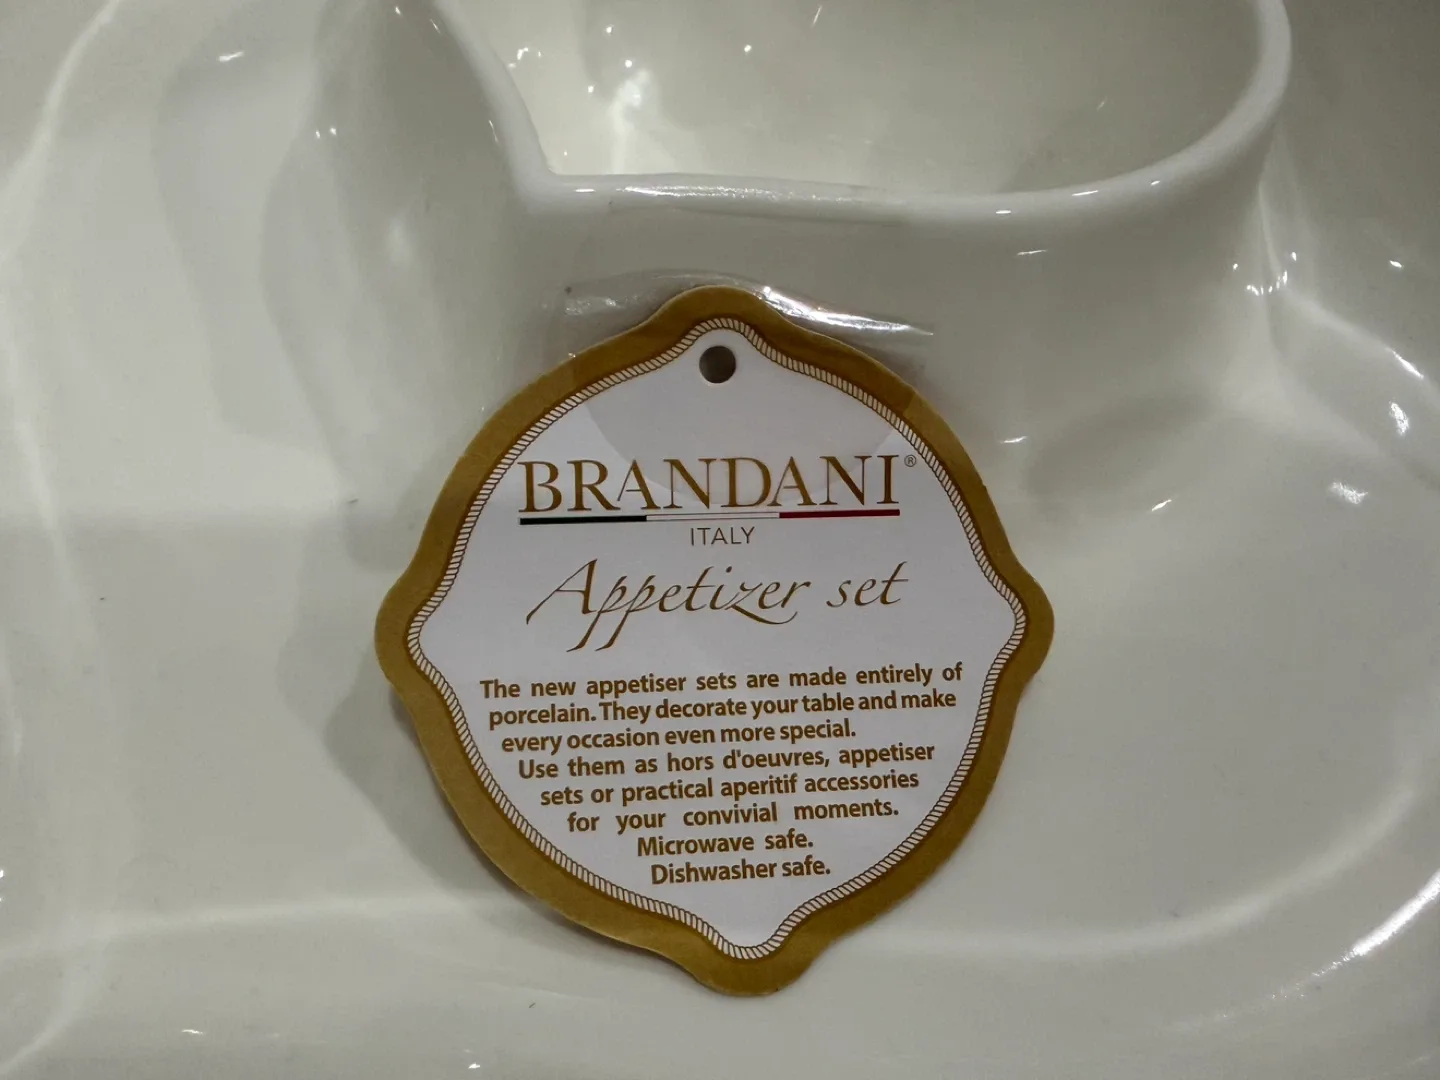 BRANDANI®
ITALY
Appetizer set
The new appetiser sets are made entirely of
porcelain. They decorate your table and make
every occasion even more special.
Use them as hors d'oeuvres, appetiser
sets or practical aperitif accessories
for your convivial moments.
Microwave safe.
Dishwasher safe.